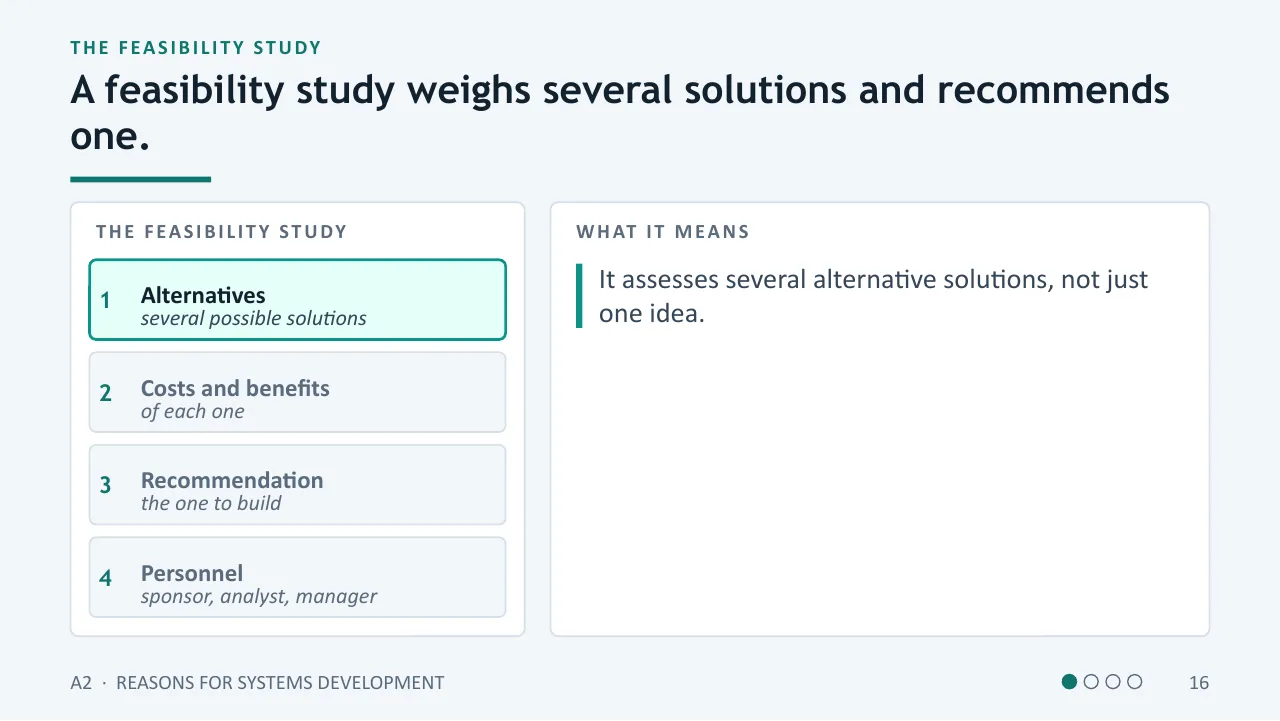 THE FEASIBILITY STUDY
A feasibility study weighs several solutions and recommends
one.
THE FEASIBILITY STUDY
1
Alternatives
several possible solutions
2
Costs and benefits
of each one
3
Recommendation
the one to build
4
Personnel
sponsor, analyst, manager
WHAT IT MEANS
It assesses several alternative solutions, not just
one idea.
A2 · REASONS FOR SYSTEMS DEVELOPMENT
16